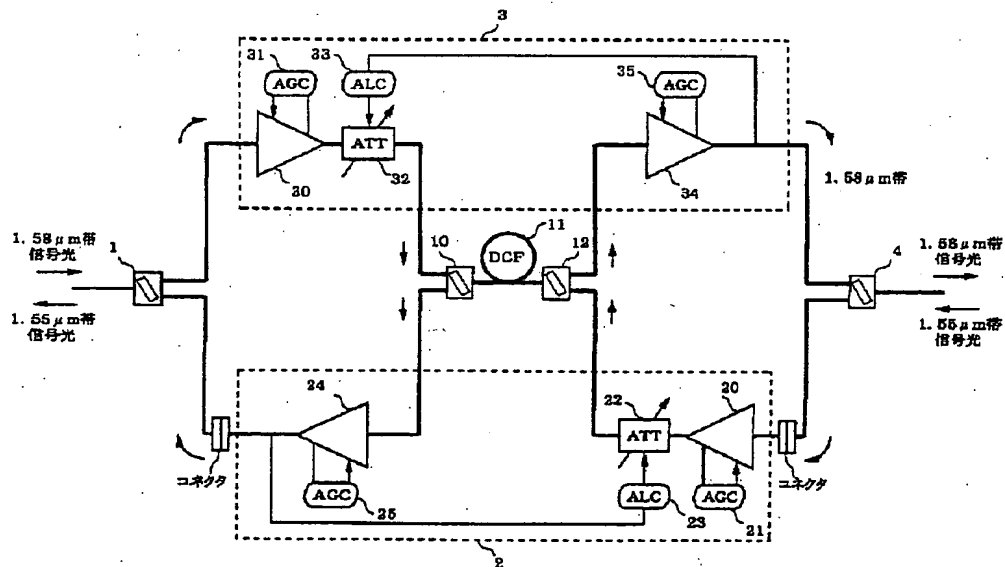 3
31
33
35
AGC
ALC
AGC
ATT
30
32
34
1.58μm帯
11
10
DCF
12
1.58μm帯
信号光
1
1.55μm帯
信号光
4
1.58μm帯
信号光
1.55μm帯
信号光
24
22
20
ATT
コネクタ
コネクタ
AGC
25
ALC
23
AGC
21
2